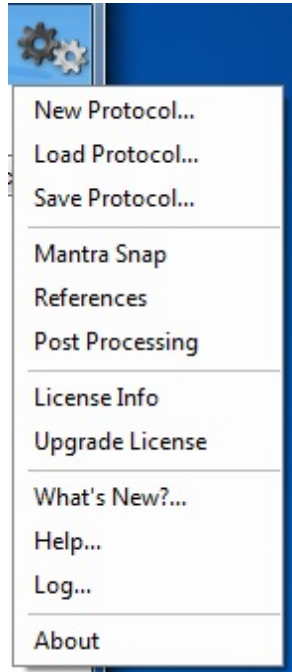 New Protocol...
Load Protocol...
Save Protocol...
Mantra Snap
References
Post Processing
License Info
Upgrade License
What's New?...
Help...
Log...
About